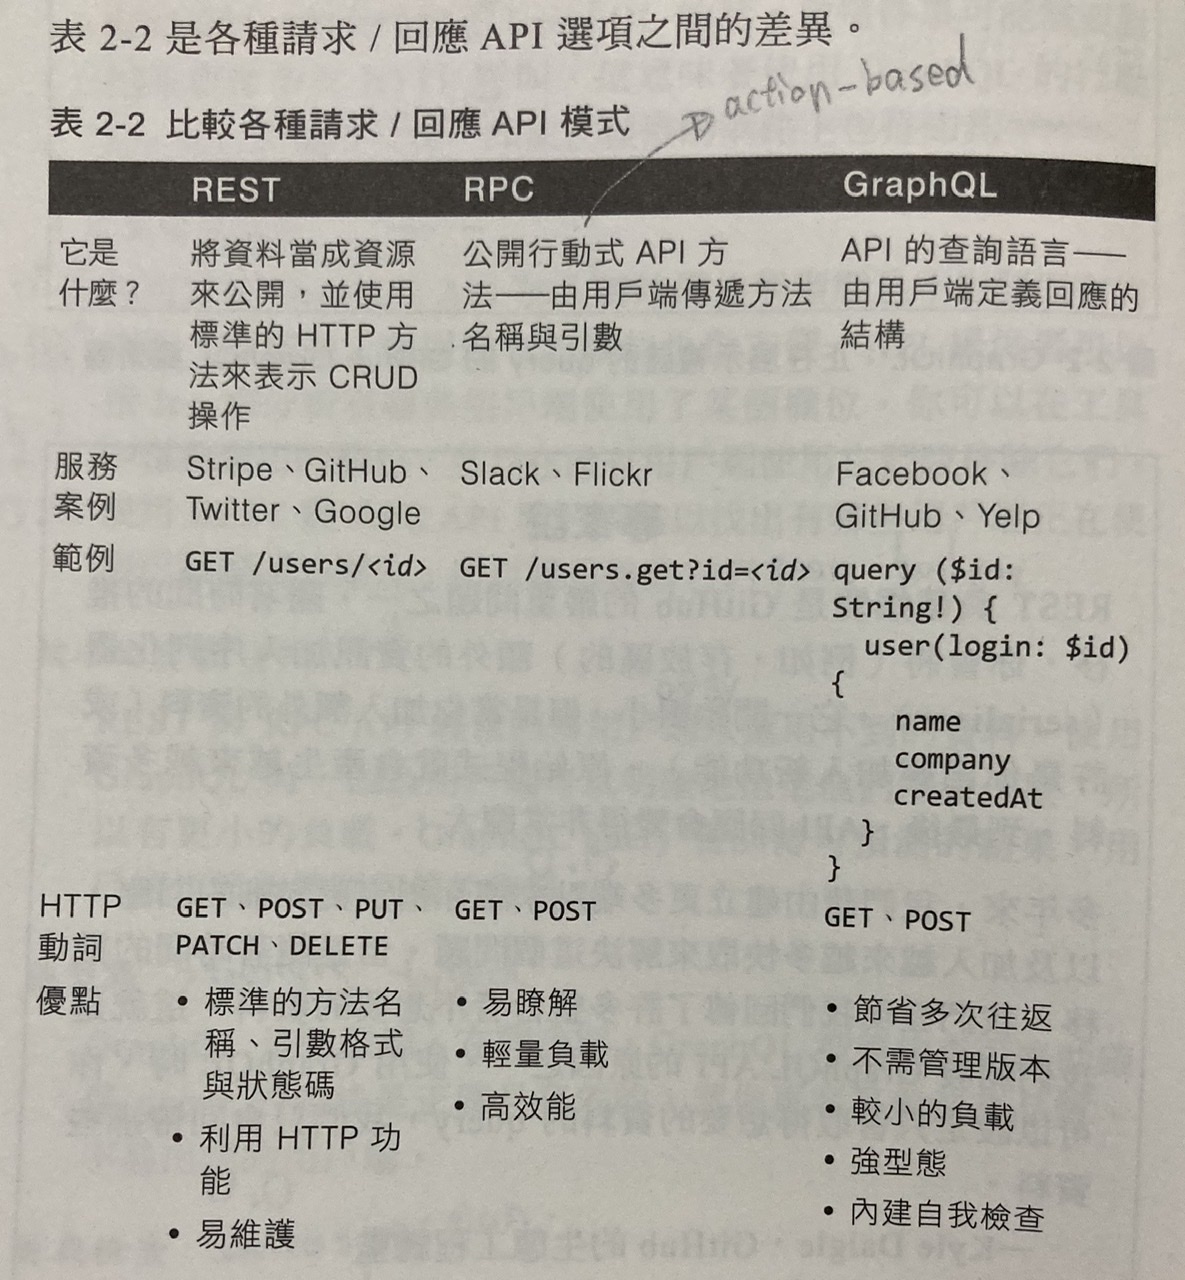 表 2-2 是各種請求 / 回應 API 選項之間的差異。
action-based
表 2-2 比較各種請求 / 回應 API 模式
REST RPC GraphQL
它是
什麼？
將資料當成資源
來公開，並使用
標準的 HTTP 方
法來表示 CRUD
操作
公開行動式 API 方
法——由用戶端傳遞方法
名稱與引數
API 的查詢語言——
由用戶端定義回應的
結構
服務
案例
Stripe、GitHub、
Twitter、Google
Slack、Flickr
Facebook、
GitHub、Yelp
範例
GET /users/<id>
GET /users.get?id=<id>
query ($id:
String!) {
user(login: $id)
{
name
company
createdAt
}
}
HTTP
動詞
GET、POST、PUT、
PATCH、DELETE
GET、POST
GET、POST
優點
• 標準的方法名
稱、引數格式
與狀態碼
• 利用 HTTP 功
能
• 易維護
• 易瞭解
• 輕量負載
• 高效能
• 節省多次往返
• 不需管理版本
• 較小的負載
• 強型態
• 內建自我檢查